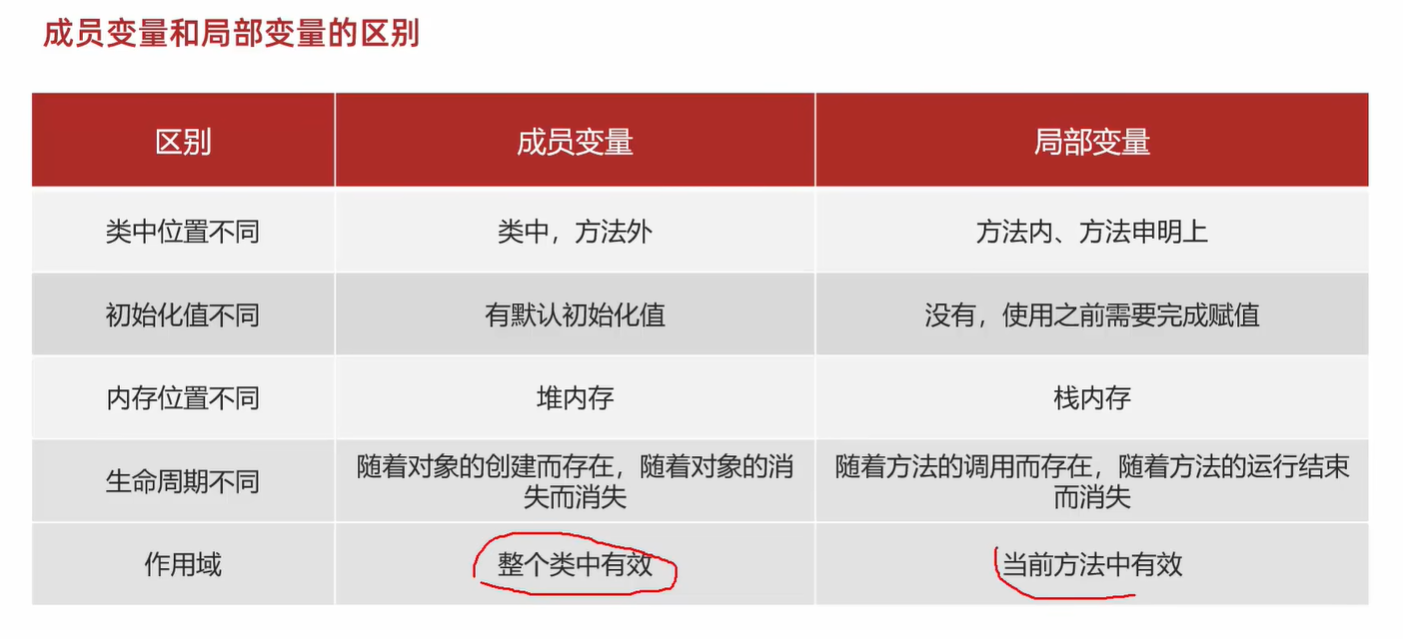 成员变量和局部变量的区别
区别 成员变量 局部变量
类中位置不同 类中，方法外 方法内、方法申明上
初始化值不同 有默认初始化值 没有，使用之前需要完成赋值
内存位置不同 堆内存 栈内存
生命周期不同 随着对象的创建而存在，随着对象的消
失而消失 随着方法的调用而存在，随着方法的运行结束
而消失
作用域 整个类中有效 当前方法中有效